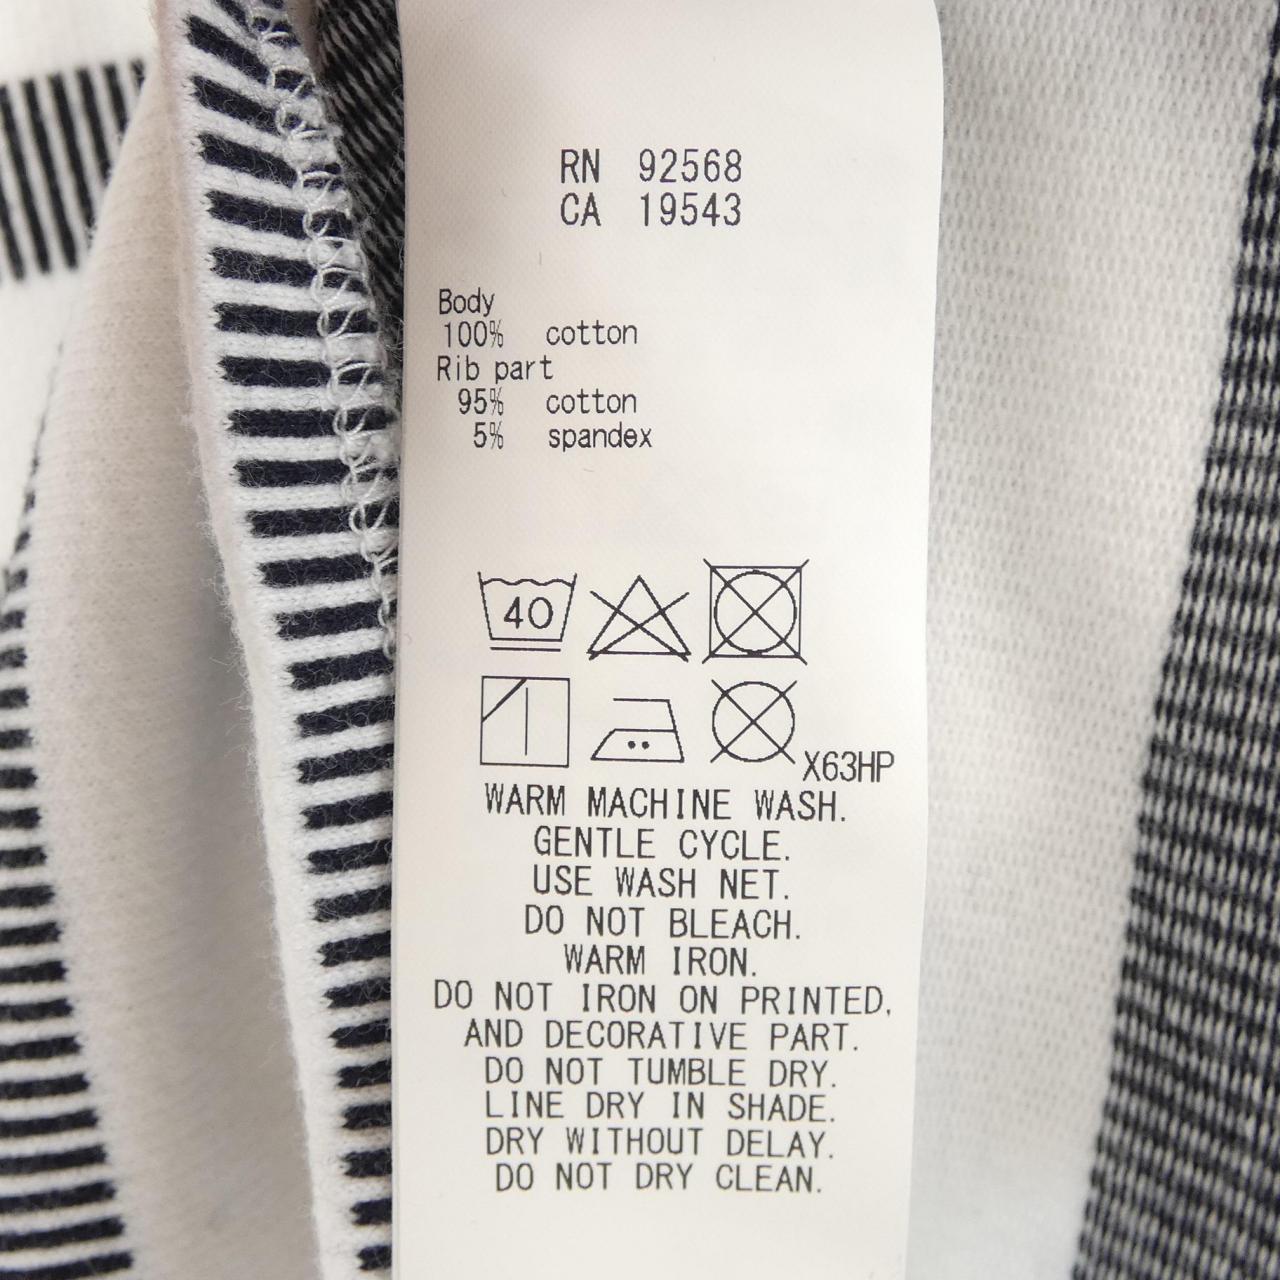 RN 92568
CA 19543
Body
100% cotton
Rib part
95% cotton
5% spandex
40
X63HP
WARM MACHINE WASH.
GENTLE CYCLE.
USE WASH NET.
DO NOT BLEACH.
WARM IRON.
DO NOT IRON ON PRINTED,
AND DECORATIVE PART.
DO NOT TUMBLE DRY.
LINE DRY IN SHADE.
DRY WITHOUT DELAY.
DO NOT DRY CLEAN.